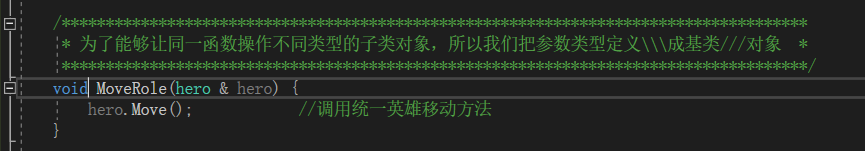 /*************************************************************************************
* 为了能够让同一函数操作不同类型的子类对象，所以我们把参数类型定义\\\成基类///对象 *
*************************************************************************************/
void MoveRole(hero & hero) {
hero.Move(); //调用统一英雄移动方法
}